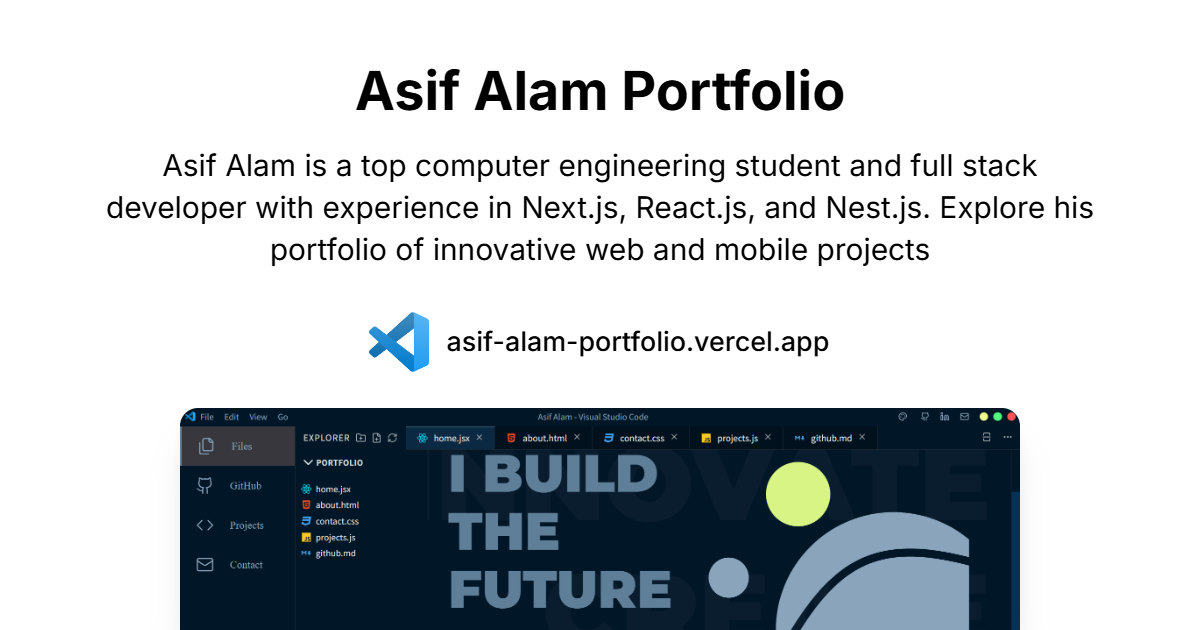 Asif Alam Portfolio
Asif Alam is a top computer engineering student and full stack
developer with experience in Next.js, React.js, and Nest.js. Explore his
portfolio of innovative web and mobile projects
asif-alam-portfolio.vercel.app
File Edit View Go
Asif Alam - Visual Studio Code
Files
GitHub
Projects
Contact
EXPLORER
PORTFOLIO
home.jsx
about.html
contact.css
projects.js
github.md
home.jsx × about.html × contact.css × projects.js × github.md ×
INNOVATE
I BUILD
THE
FUTURE
CREATE